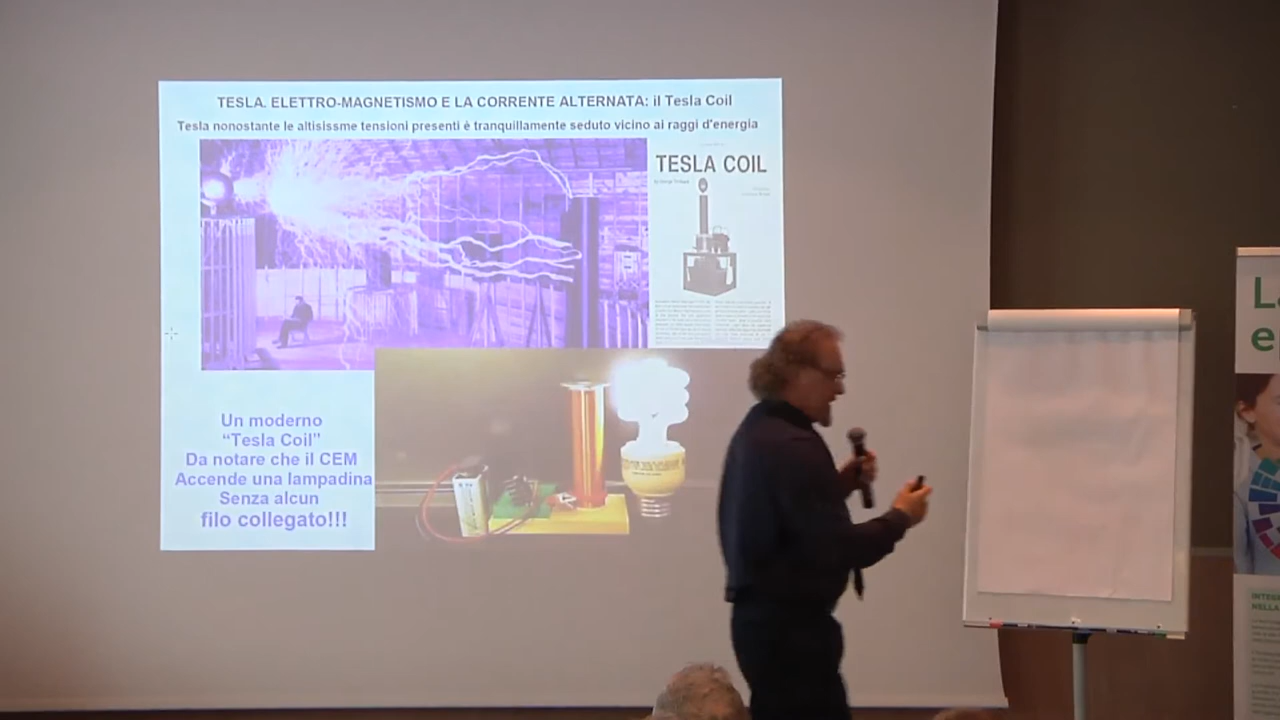 TESLA. ELETTRO-MAGNETISMO E LA CORRENTE ALTERNATA: il Tesla Coil
Tesla nonostante le altisissme tensioni presenti è tranquillamente seduto vicino ai raggi d'energia
TESLA COIL
Un moderno
“Tesla Coil”
Da notare che il CEM
Accende una lampadina
Senza alcun
filo collegato!!!
L
e
INTEG
NELLA